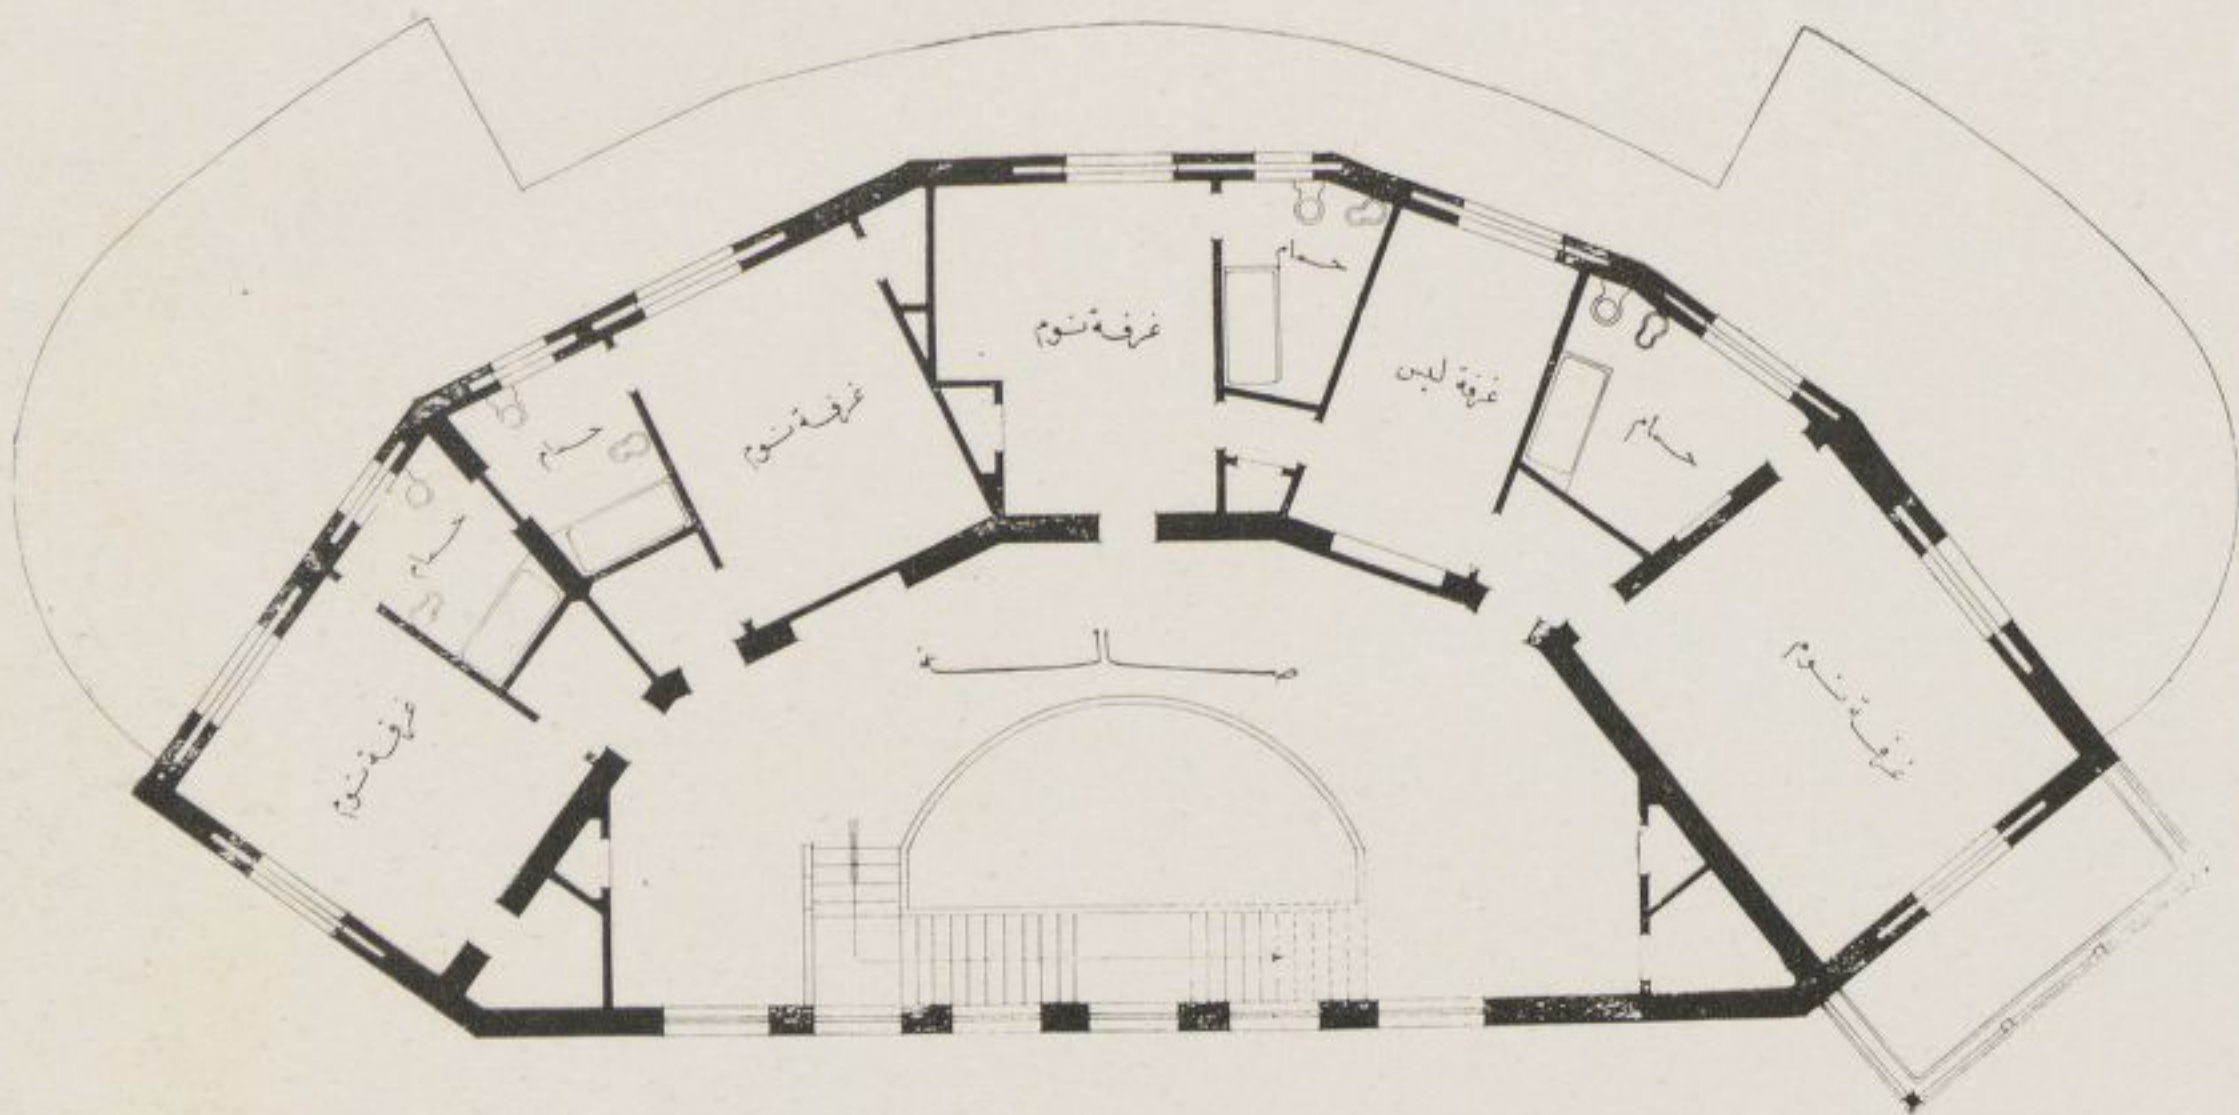 حمام
غرفة نوم
غرفة لبس
حمام
غرفة نوم
حمام
حمام
غرفة نوم
غرفة نوم
صالة